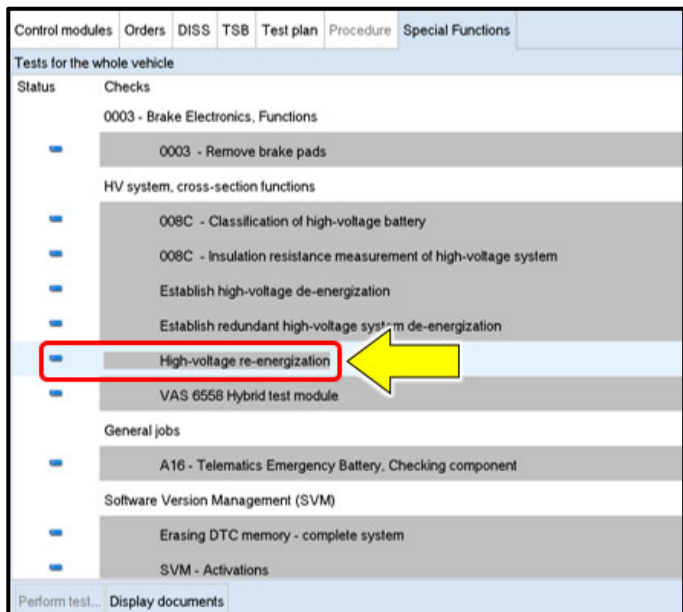 Control modules Orders DISS TSB Test plan Procedure Special Functions
Tests for the whole vehicle
Status Checks
0003 - Brake Electronics, Functions
0003 - Remove brake pads
HV system, cross-section functions
008C - Classification of high-voltage battery
008C - Insulation resistance measurement of high-voltage system
Establish high-voltage de-energization
Establish redundant high-voltage system de-energization
High-voltage re-energization
VAS 6558 Hybrid test module
General jobs
A16 - Telematics Emergency Battery, Checking component
Software Version Management (SVM)
Erasing DTC memory - complete system
SVM - Activations
Perform test... Display documents